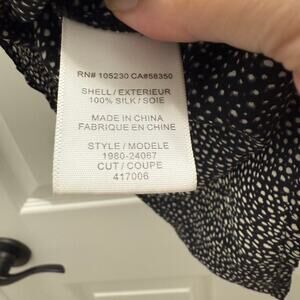 RN# 105230 CA#58350
SHELL / EXTERIEUR
100% SILK / SOIE
MADE IN CHINA
FABRIQUE EN CHINE
STYLE / MODELE
1980-24067
CUT / COUPE
417006